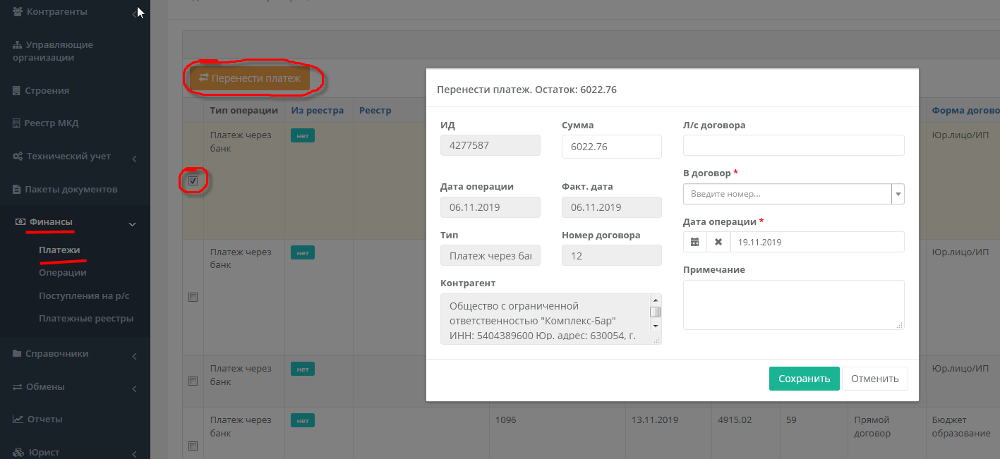 Контрагенты
Управляющие
организации
Строения
Реестр МКД
Технический учет
Пакеты документов
Финансы
Платежи
Операции
Поступления на р/с
Платежные реестры
Справочники
Обмены
Отчеты
Юрист
Перенести платеж
Тип операции Из реестра Реестр
Форма догово
Платеж через
банк
нет
Юр.лицо/ИП
Платеж через
банк
нет
Юр.лицо/ИП
Платеж через
банк
нет
Юр.лицо/ИП
Платеж через
банк
нет
1096
13.11.2019
4915.02
59
Прямой
договор
Бюджет
образование
Перенести платеж. Остаток: 6022.76
ИД
4277587
Сумма
6022.76
Л/с договора
В договор *
Введите номер...
Дата операции
06.11.2019
Факт. дата
06.11.2019
Дата операции *
19.11.2019
Тип
Платеж через баı
Номер договора
12
Примечание
Контрагент
Общество с ограниченной
ответственностью "Комплекс-Бар"
ИНН: 5404389600 Юр. адрес: 630054, г.
Сохранить
Отменить